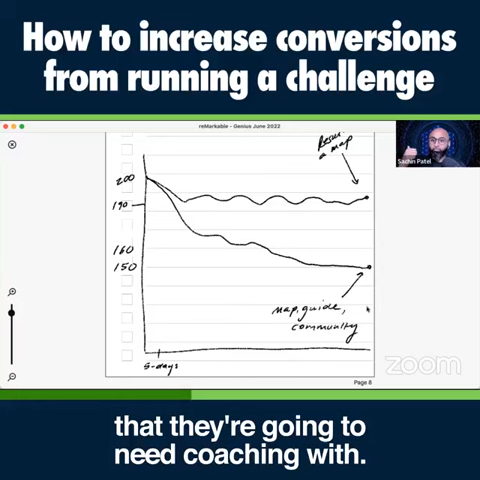 How to increase conversions
from running a challenge
reMarkable - Genius June 2022
a map
Sachin Patel
200
190
160
150
map, guide,
community
5-days
zoom
Page 8
that they're going to
need coaching with.